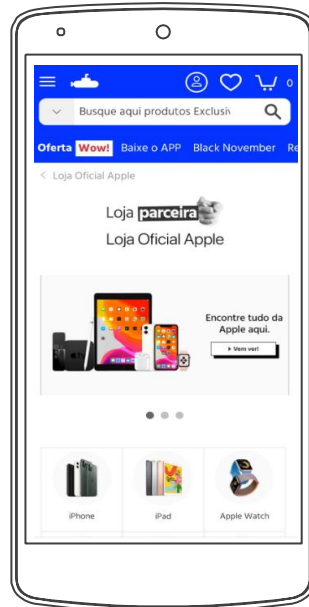 0
Busque aqui produtos Exclusiv
Oferta Wow! Baixe o APP Black November Re
< Loja Oficial Apple
Loja parceira
Loja Oficial Apple
Encontre tudo da
Apple aqui.
> Vem ver!
iPhone iPad Apple Watch